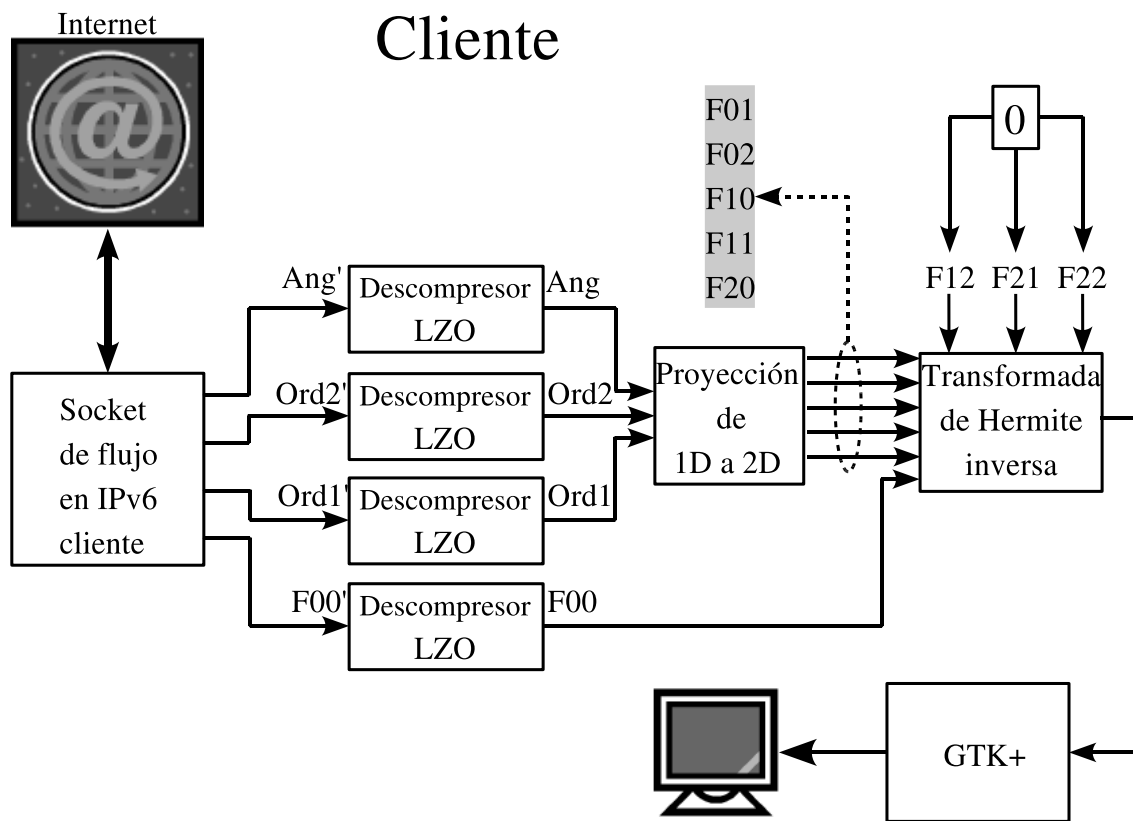 Internet
Cliente
F01
F02
F10
F11
F20
0
F12 F21 F22
Ang'
Descompresor
LZO
Ang
Ord2'
Descompresor
LZO
Ord2
Ord1'
Descompresor
LZO
Ord1
F00'
Descompresor
LZO
F00
Socket
de flujo
en IPv6
cliente
Proyección
de
1D a 2D
Transformada
de Hermite
inversa
GTK+